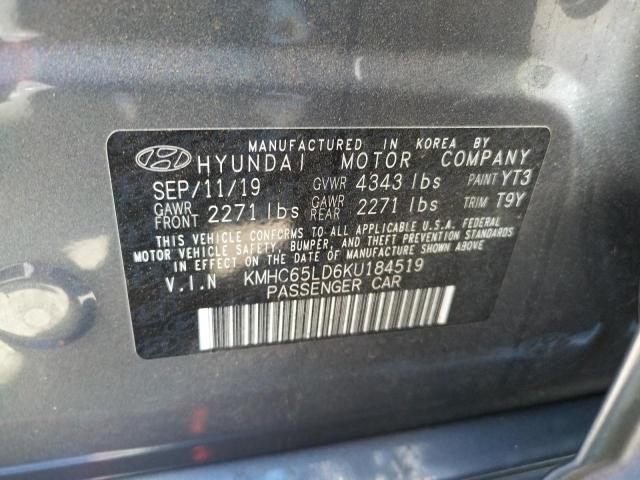 MANUFACTURED IN KOREA BY
HYUNDAI MOTOR COMPANY
SEP/11/19 GVWR 4343 lbs PAINT YT3
GAWR FRONT 2271 lbs GAWR REAR 2271 lbs TRIM T9Y
THIS VEHICLE CONFORMS TO ALL APPLICABLE U.S.A. FEDERAL
MOTOR VEHICLE SAFETY, BUMPER, AND THEFT PREVENTION STANDARDS
IN EFFECT ON THE DATE OF MANUFACTURE SHOWN ABOVE
V.I.N KMHC65LD6KU184519
PASSENGER CAR